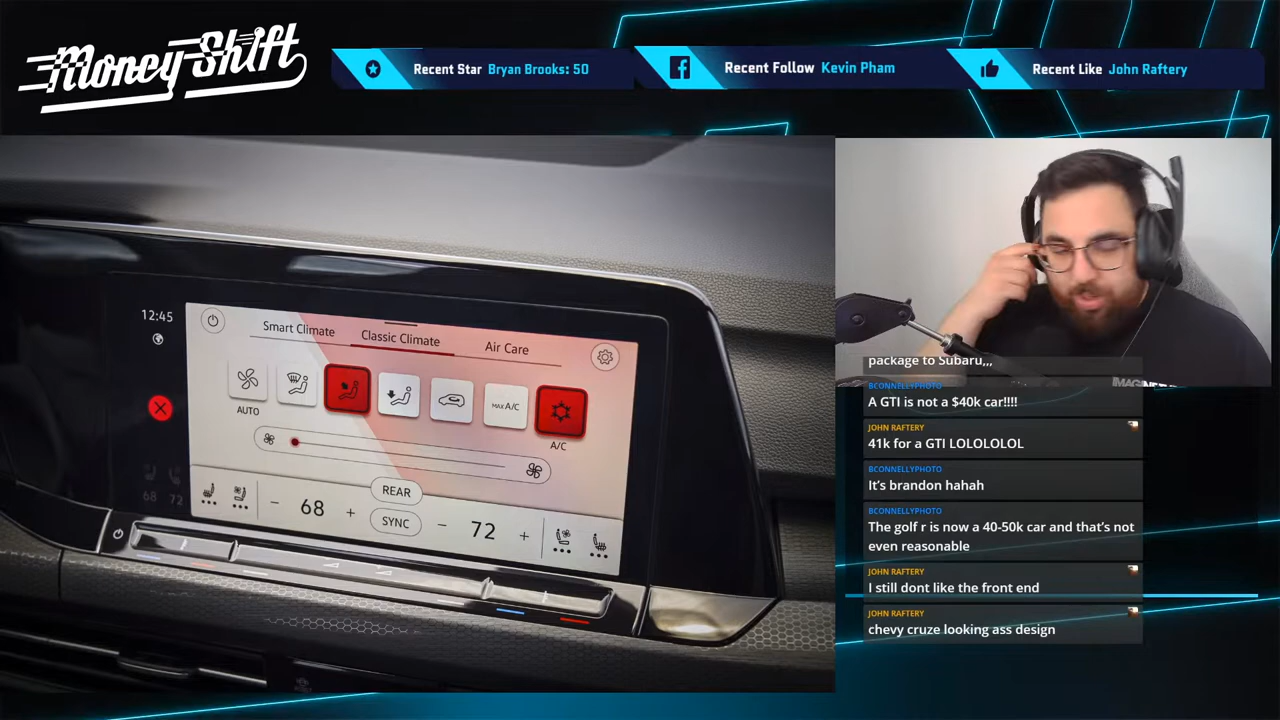 Money Shift
Recent Star Bryan Brooks: 50
Recent Follow Kevin Pham
Recent Like John Raftery
12:45
Smart Climate
Classic Climate
Air Care
AUTO
MAX A/C
A/C
REAR
SYNC
- 68 +
- 72 +
68 72
package to Subaru,,,
BCONNELLYPHOTO
A GTI is not a $40k car!!!!
JOHN RAFTERY
41k for a GTI LOLOLOLOL
BCONNELLYPHOTO
It's brandon hahah
BCONNELLYPHOTO
The golf r is now a 40-50k car and that's not
even reasonable
JOHN RAFTERY
I still dont like the front end
JOHN RAFTERY
chevy cruze looking ass design